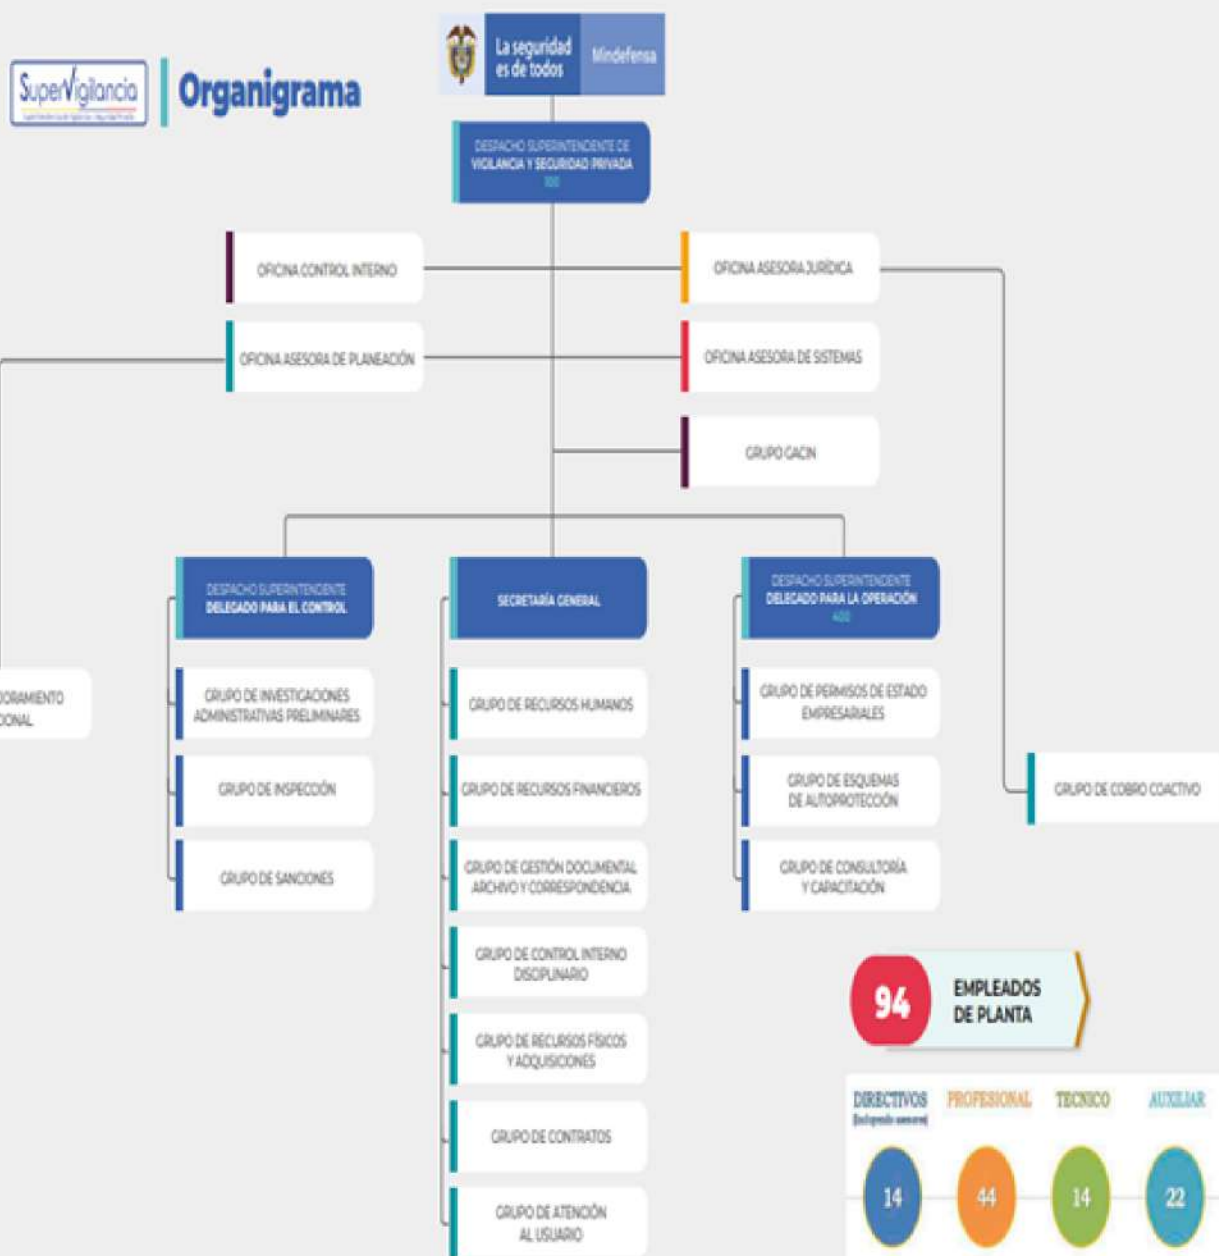 La seguridad
es de todos
Mindefensa
SuperVigilancia
Organigrama
DESPACHO SUPERINTENDENTE DE
VIGILANCIA Y SEGURIDAD PRIVADA
100
OFICINA CONTROL INTERNO
OFICINA ASESORA JURÍDICA
OFICINA ASESORA DE PLANEACIÓN
OFICINA ASESORA DE SISTEMAS
GRUPO GACIN
DESPACHO SUPERINTENDENTE
DELEGADO PARA EL CONTROL
SECRETARÍA GENERAL
DESPACHO SUPERINTENDENTE
DELEGADO PARA LA OPERACIÓN
400
ORAMIENTO
IONAL
GRUPO DE INVESTIGACIONES
ADMINISTRATIVAS PRELIMINARES
GRUPO DE INSPECCIÓN
GRUPO DE SANCIONES
GRUPO DE RECURSOS HUMANOS
GRUPO DE RECURSOS FINANCIEROS
GRUPO DE GESTIÓN DOCUMENTAL
ARCHIVO Y CORRESPONDENCIA
GRUPO DE CONTROL INTERNO
DISCIPLINARIO
GRUPO DE RECURSOS FÍSICOS
Y ADQUISICIONES
GRUPO DE CONTRATOS
GRUPO DE ATENCIÓN
AL USUARIO
GRUPO DE PERMISOS DE ESTADO
EMPRESARIALES
GRUPO DE ESQUEMAS
DE AUTOPROTECCIÓN
GRUPO DE CONSULTORÍA
Y CAPACITACIÓN
GRUPO DE COBRO COACTIVO
94
EMPLEADOS
DE PLANTA
DIRECTIVOS
(Incluyendo asesores)
PROFESIONAL
TECNICO
AUXILIAR
14
44
14
22